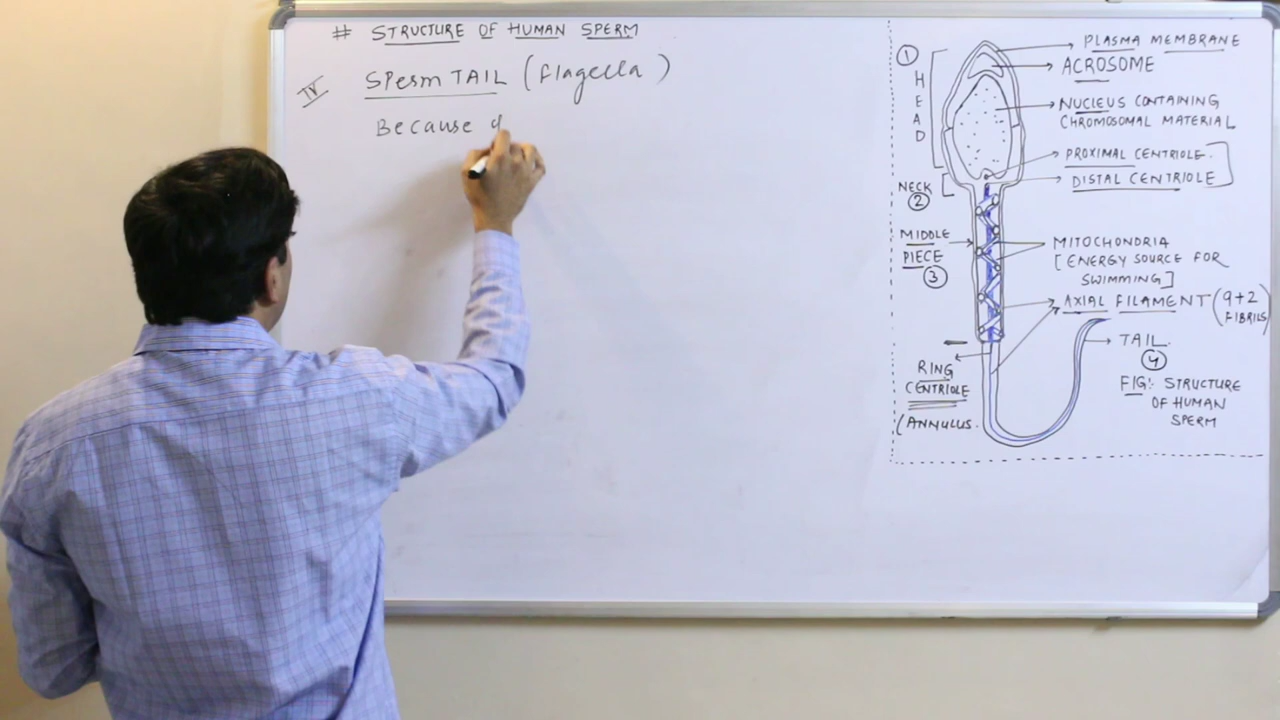 # STRUCTURE OF HUMAN SPERM
IV SPerm TAIL (flagella)
Because
1
HEAD
NECK
2
MIDDLE
PIECE
3
RING
CENTRIOLE
(ANNULUS.
PLASMA MEMBRANE
ACROSOME
NUCLEUS CONTAINING
CHROMOSOMAL MATERIAL
PROXIMAL CENTRIOLE.
DISTAL CENTRIOLE
MITOCHONDRIA
[ENERGY SOURCE FOR
SWIMMING]
AXIAL FILAMENT (9+2
FIBRILS)
TAIL.
4
FIG:- STRUCTURE
OF HUMAN
SPERM